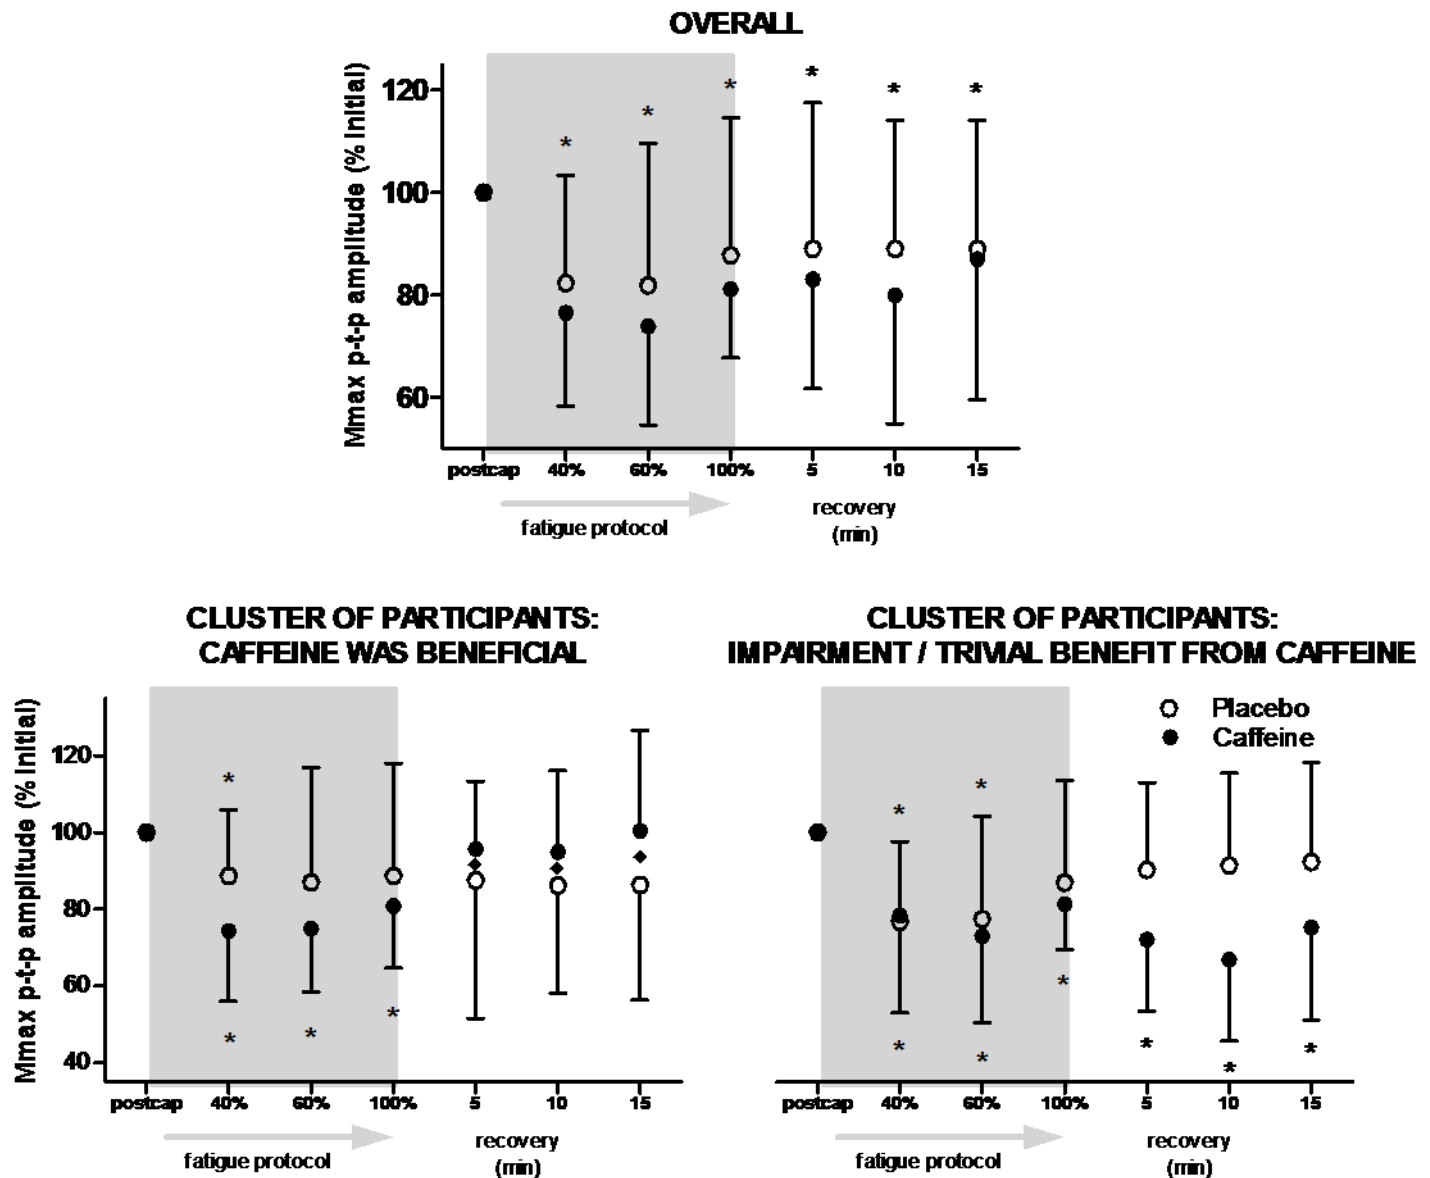 OVERALL
Mmax p-t-p amplitude (% Initial)
120
100
80
60
* * * * * *
postcap 40% 60% 100% 5 10 15
fatigue protocol
recovery
(min)
CLUSTER OF PARTICIPANTS:
CAFFEINE WAS BENEFICIAL
Mmax p-t-p amplitude (% Initial)
120
100
80
60
40
*
* * *
postcap 40% 60% 100% 5 10 15
fatigue protocol
recovery
(min)
CLUSTER OF PARTICIPANTS:
IMPAIRMENT / TRIVIAL BENEFIT FROM CAFFEINE
Placebo
Caffeine
* *
* * * * * *
postcap 40% 60% 100% 5 10 15
fatigue protocol
recovery
(min)